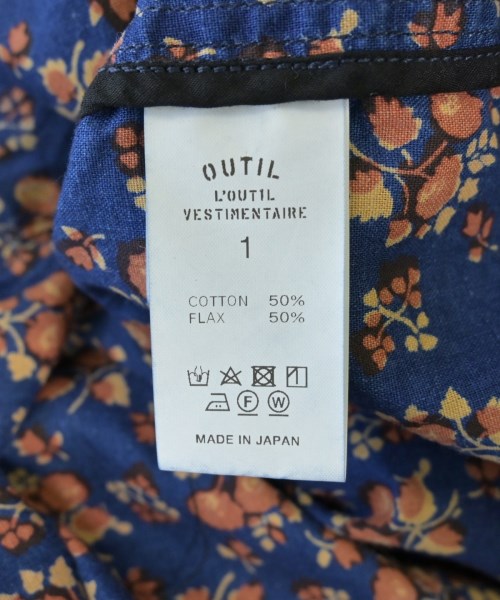 OUTIL
L'OUTIL
VESTIMENTAIRE
1
COTTON 50%
FLAX 50%
F W
MADE IN JAPAN